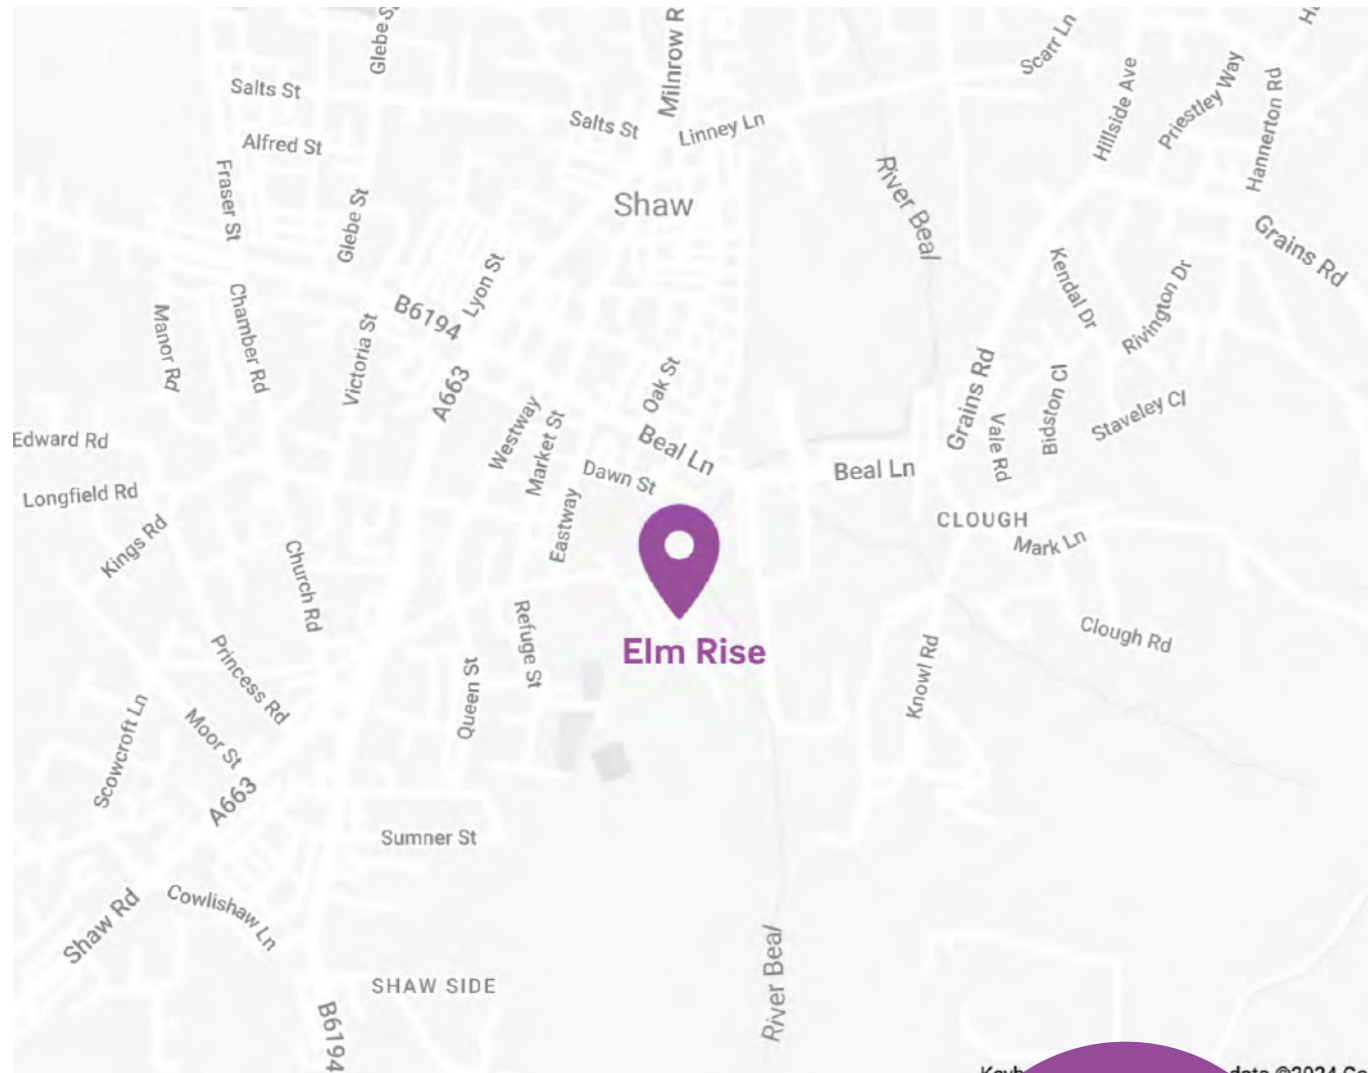 Glebe S
Milnrow R
Scarr Ln
Salts St
Salts St
Linney Ln
Hillside Ave
Priestley Way
Hannerton Rd
Alfred St
Fraser St
Glebe St
Shaw
River Beal
Grains Rd
Lyon St
Kendal Dr
Rivington Dr
Manor Rd
Chamber Rd
Victoria St
B6194
A663
Oak St
Grains Rd
Bidston Cl
Staveley Cl
Vale Rd
Westway
Market St
Beal Ln
Edward Rd
Beal Ln
Dawn St
Longfield Rd
Eastway
CLOUGH
Mark Ln
Kings Rd
Church Rd
Refuge St
Elm Rise
Clough Rd
Princess Rd
Queen St
Knowl Rd
Scowcroft Ln
Moor St
A663
Sumner St
Shaw Rd
Cowlishaw Ln
River Beal
SHAW SIDE
B6194